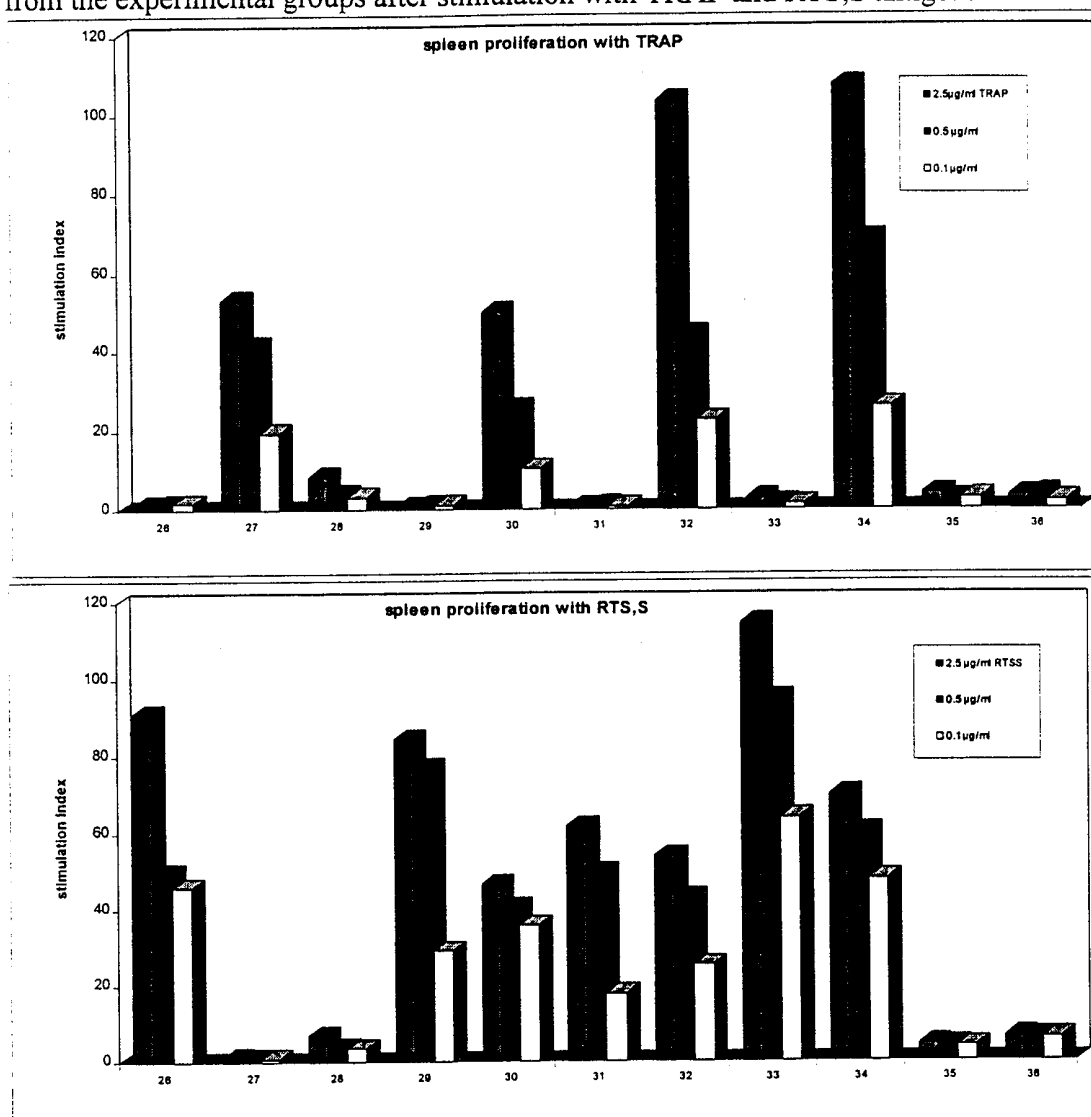 from the experimental groups after stimulation with TRAP and RTS,S
spleen proliferation with TRAP
120
100
80
60
40
20
0
stimulation index
2.5µg/ml TRAP
0.5µg/ml
0.1µg/ml
26 27 28 29 30 31 32 33 34 35 36
spleen proliferation with RTS,S
120
100
80
60
40
20
0
stimulation index
2.5µg/ml RTSS
0.5µg/ml
0.1µg/ml
26 27 28 29 30 31 32 33 34 35 36